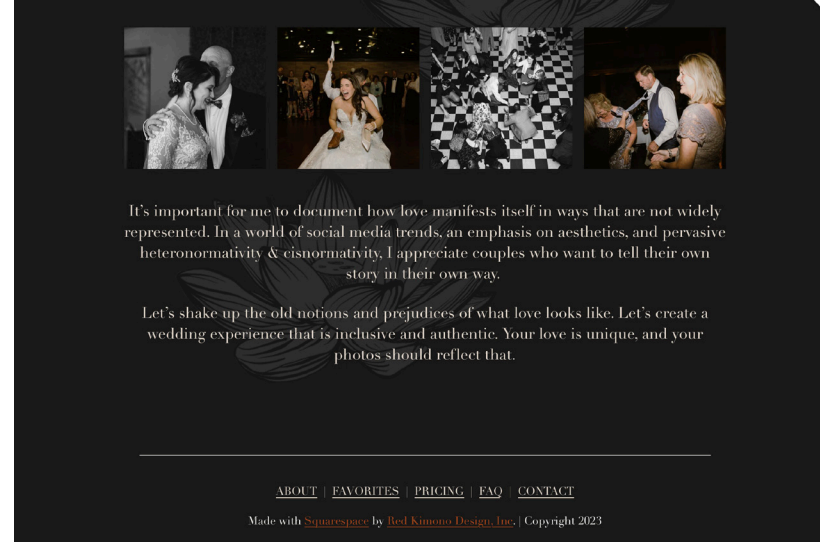 It's important for me to document how love manifests itself in ways that are not widely
represented. In a world of social media trends, an emphasis on aesthetics, and pervasive
heteronormativity & cisnormativity, I appreciate couples who want to tell their own
story in their own way.
Let's shake up the old notions and prejudices of what love looks like. Let's create a
wedding experience that is inclusive and authentic. Your love is unique, and your
photos should reflect that.
ABOUT | FAVORITES | PRICING | FAQ | CONTACT
Made with Squarespace by Red Kimono Design, Inc. | Copyright 2023